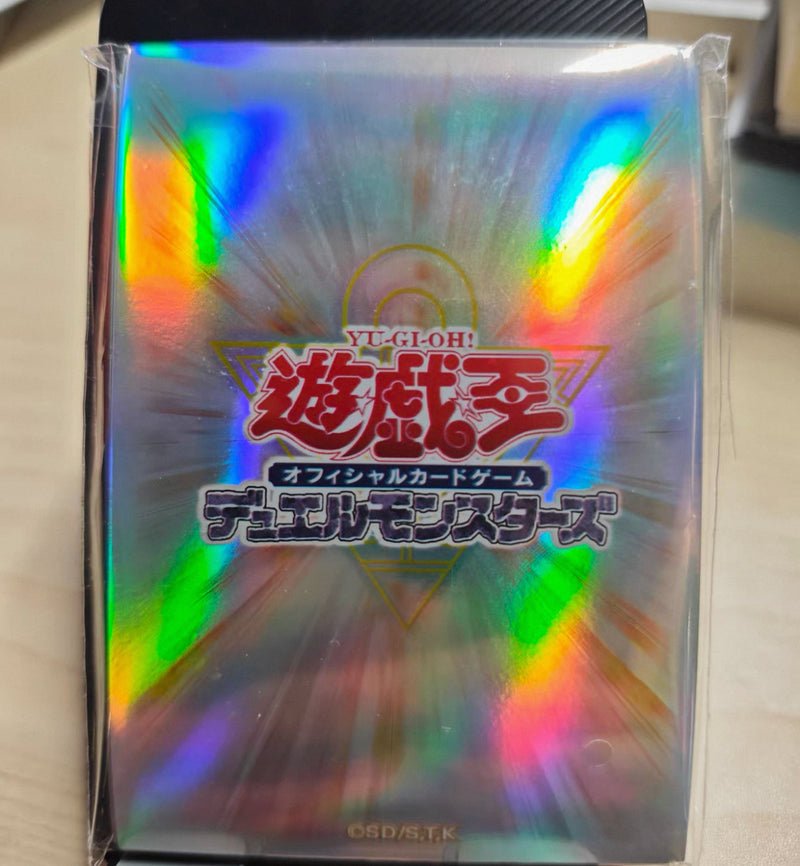 YU-GI-OH!
遊☆戯☆王
オフィシャルカードゲーム
デュエルモンスターズ
©SD/S,T,K